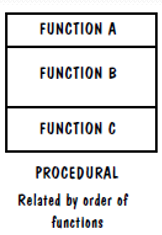 FUNCTION A
FUNCTION B
FUNCTION C
PROCEDURAL
Related by order of
functions